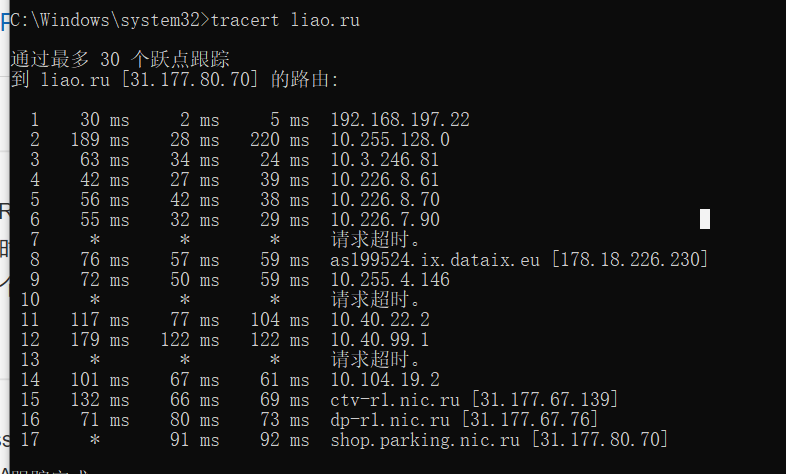 C:\Windows\system32>tracert liao.ru
通过最多 30 个跃点跟踪
到 liao.ru [31.177.80.70] 的路由:
1 30 ms 2 ms 5 ms 192.168.197.22
2 189 ms 28 ms 220 ms 10.255.128.0
3 63 ms 34 ms 24 ms 10.3.246.81
4 42 ms 27 ms 39 ms 10.226.8.61
5 56 ms 42 ms 38 ms 10.226.8.70
6 55 ms 32 ms 29 ms 10.226.7.90
7 * * * 请求超时。
8 76 ms 57 ms 59 ms as199524.ix.dataix.eu [178.18.226.230]
9 72 ms 50 ms 59 ms 10.255.4.146
10 * * * 请求超时。
11 117 ms 77 ms 104 ms 10.40.22.2
12 179 ms 122 ms 122 ms 10.40.99.1
13 * * * 请求超时。
14 101 ms 67 ms 61 ms 10.104.19.2
15 132 ms 66 ms 69 ms ctv-r1.nic.ru [31.177.67.139]
16 71 ms 80 ms 73 ms dp-r1.nic.ru [31.177.67.76]
17 * 91 ms 92 ms shop.parking.nic.ru [31.177.80.70]